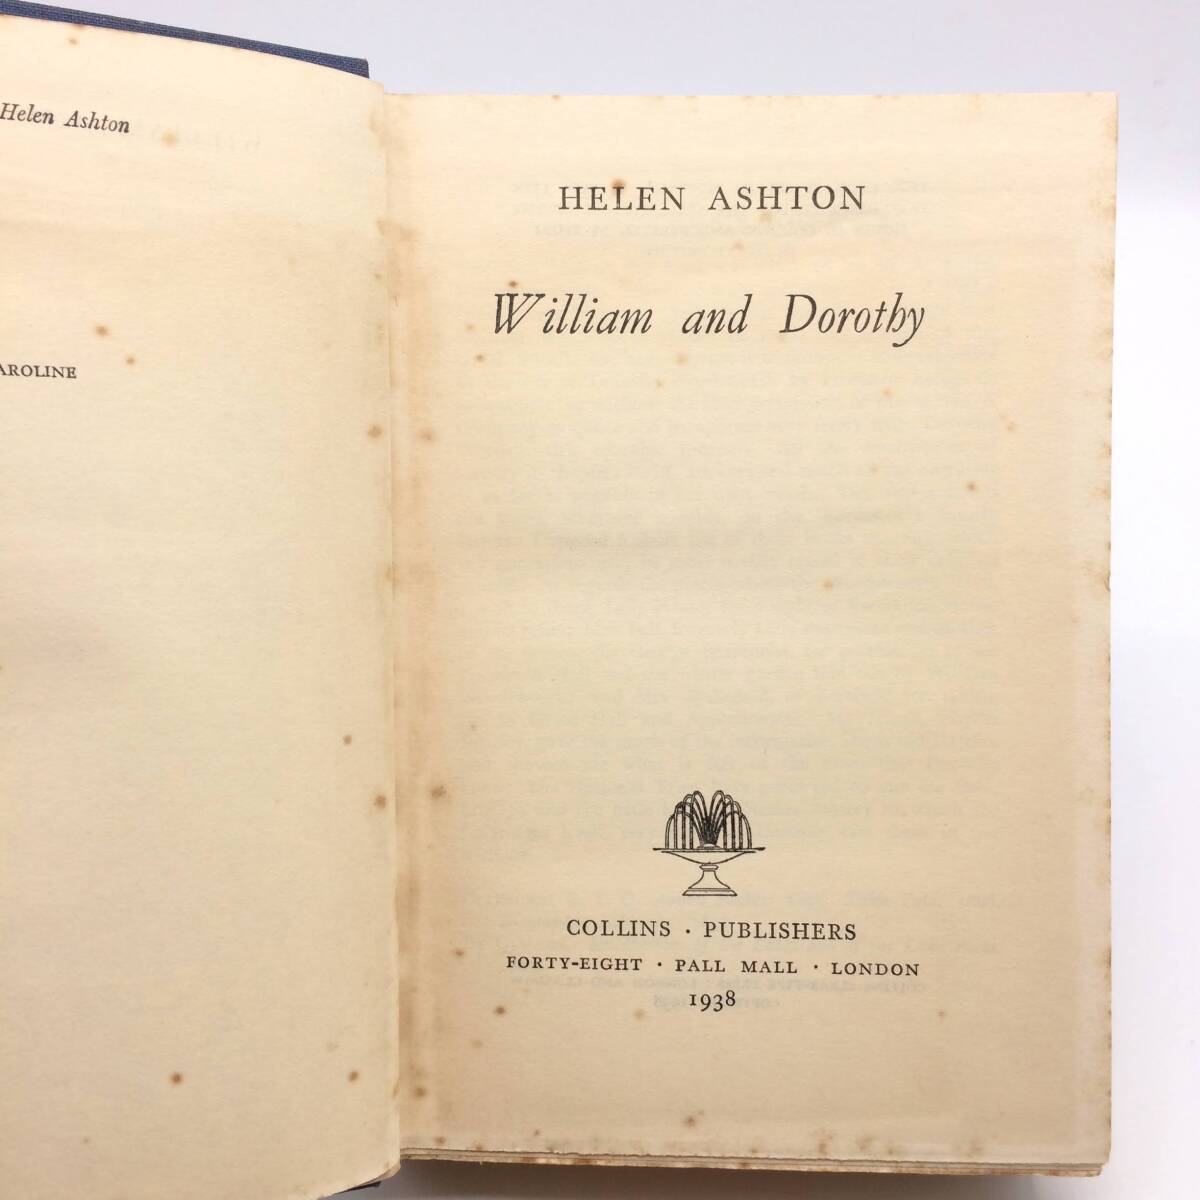 Helen Ashton
AROLINE
HELEN ASHTON
William and Dorothy
COLLINS · PUBLISHERS
FORTY-EIGHT · PALL MALL · LONDON
1938